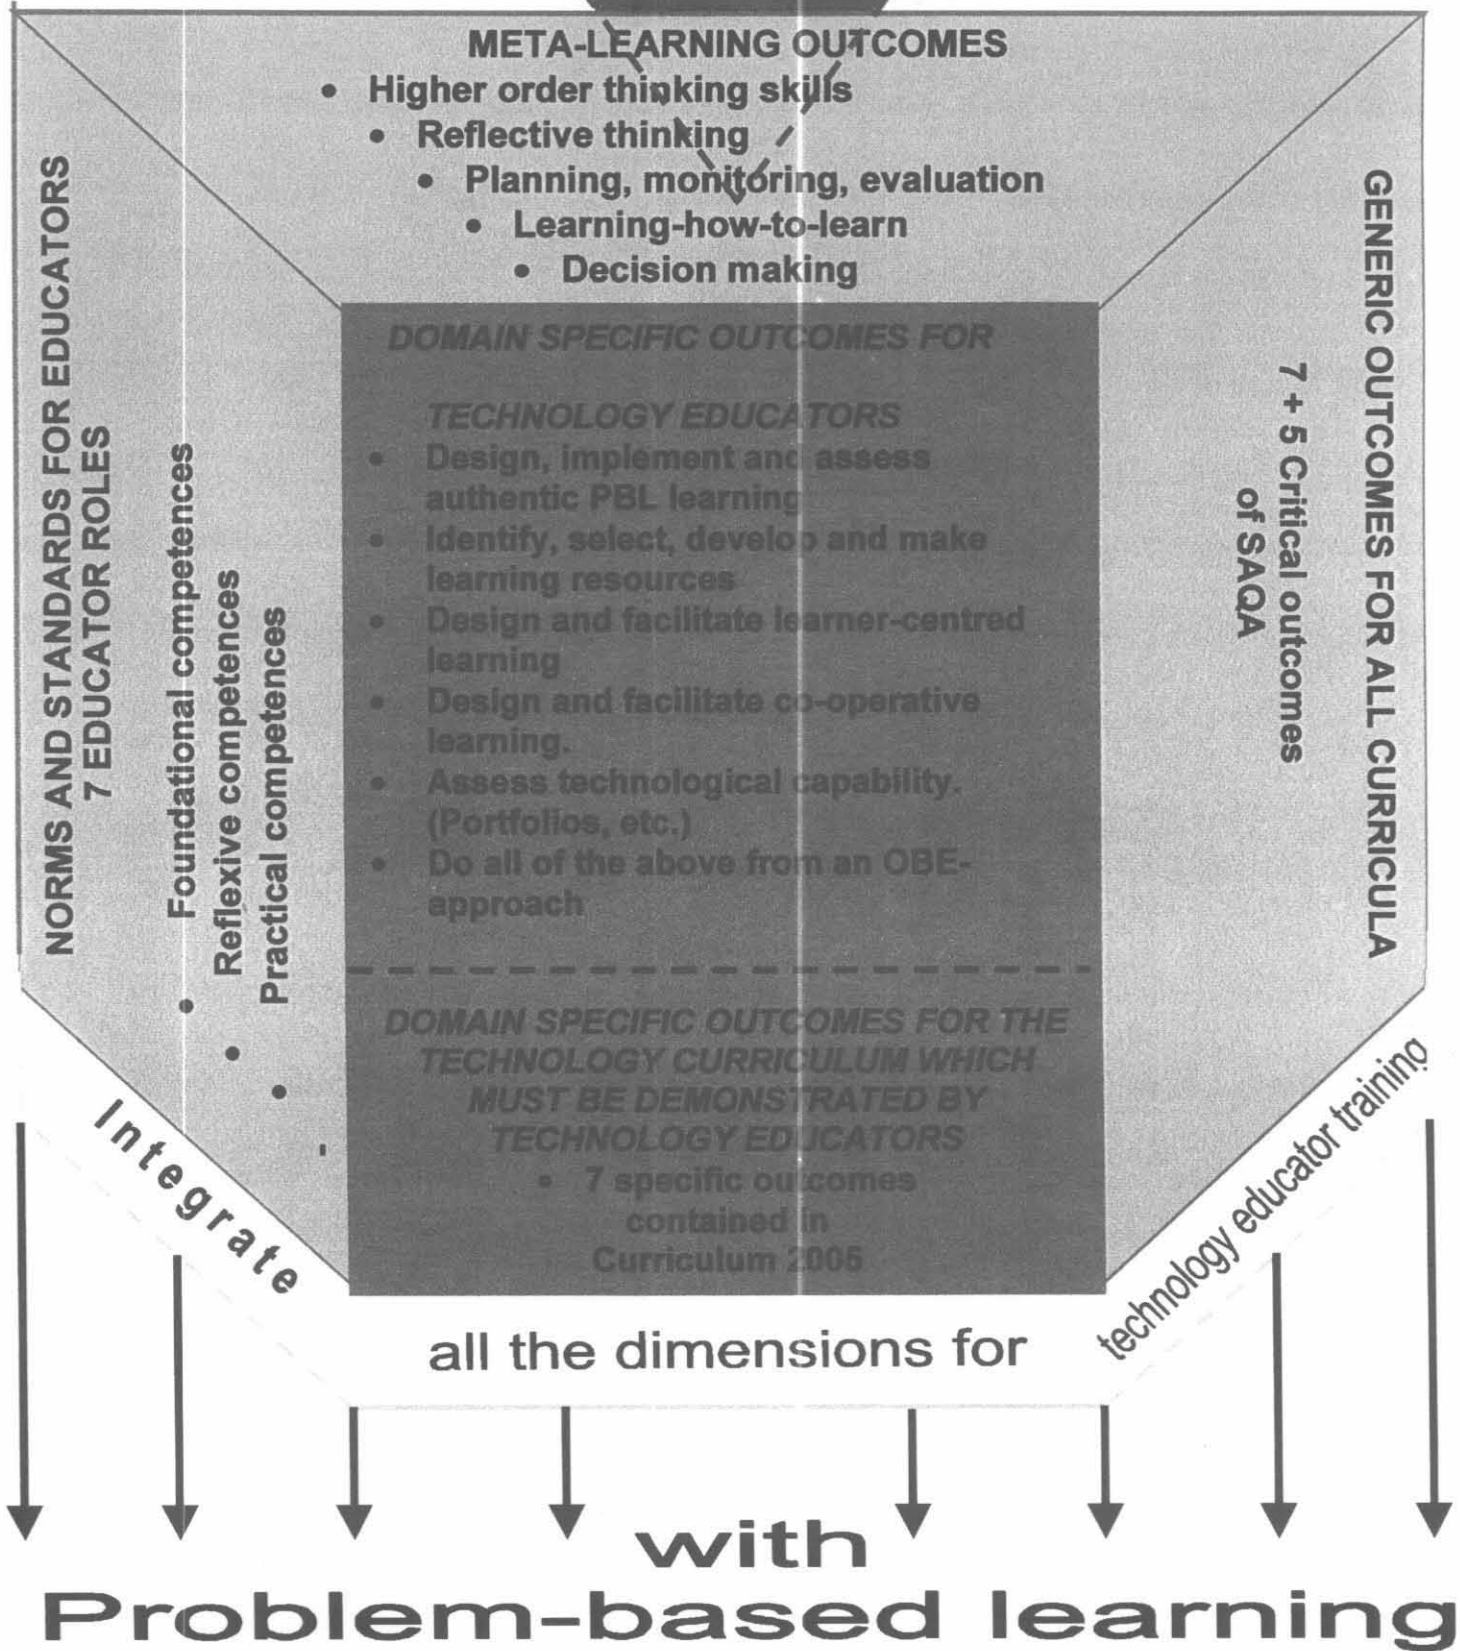 META-LEARNING OUTCOMES
• Higher order thinking skills
• Reflective thinking
• Planning, monitoring, evaluation
• Learning-how-to-learn
• Decision making
NORMS AND STANDARDS FOR EDUCATORS
7 EDUCATOR ROLES
• Foundational competences
• Reflexive competences
• Practical competences
DOMAIN SPECIFIC OUTCOMES FOR
TECHNOLOGY EDUCATORS
• Design, implement and assess
authentic PBL learning
• Identify, select, develop and make
learning resources
• Design and facilitate learner-centred
learning
• Design and facilitate co-operative
learning.
• Assess technological capability.
(Portfolios, etc.)
• Do all of the above from an OBE-
approach
DOMAIN SPECIFIC OUTCOMES FOR THE
TECHNOLOGY CURRICULUM WHICH
MUST BE DEMONSTRATED BY
TECHNOLOGY EDUCATORS
• 7 specific outcomes
contained in
Curriculum 2005
GENERIC OUTCOMES FOR ALL CURRICULA
7 + 5 Critical outcomes
of SAQA
Integrate
all the dimensions for
technology educator training
with
Problem-based learning